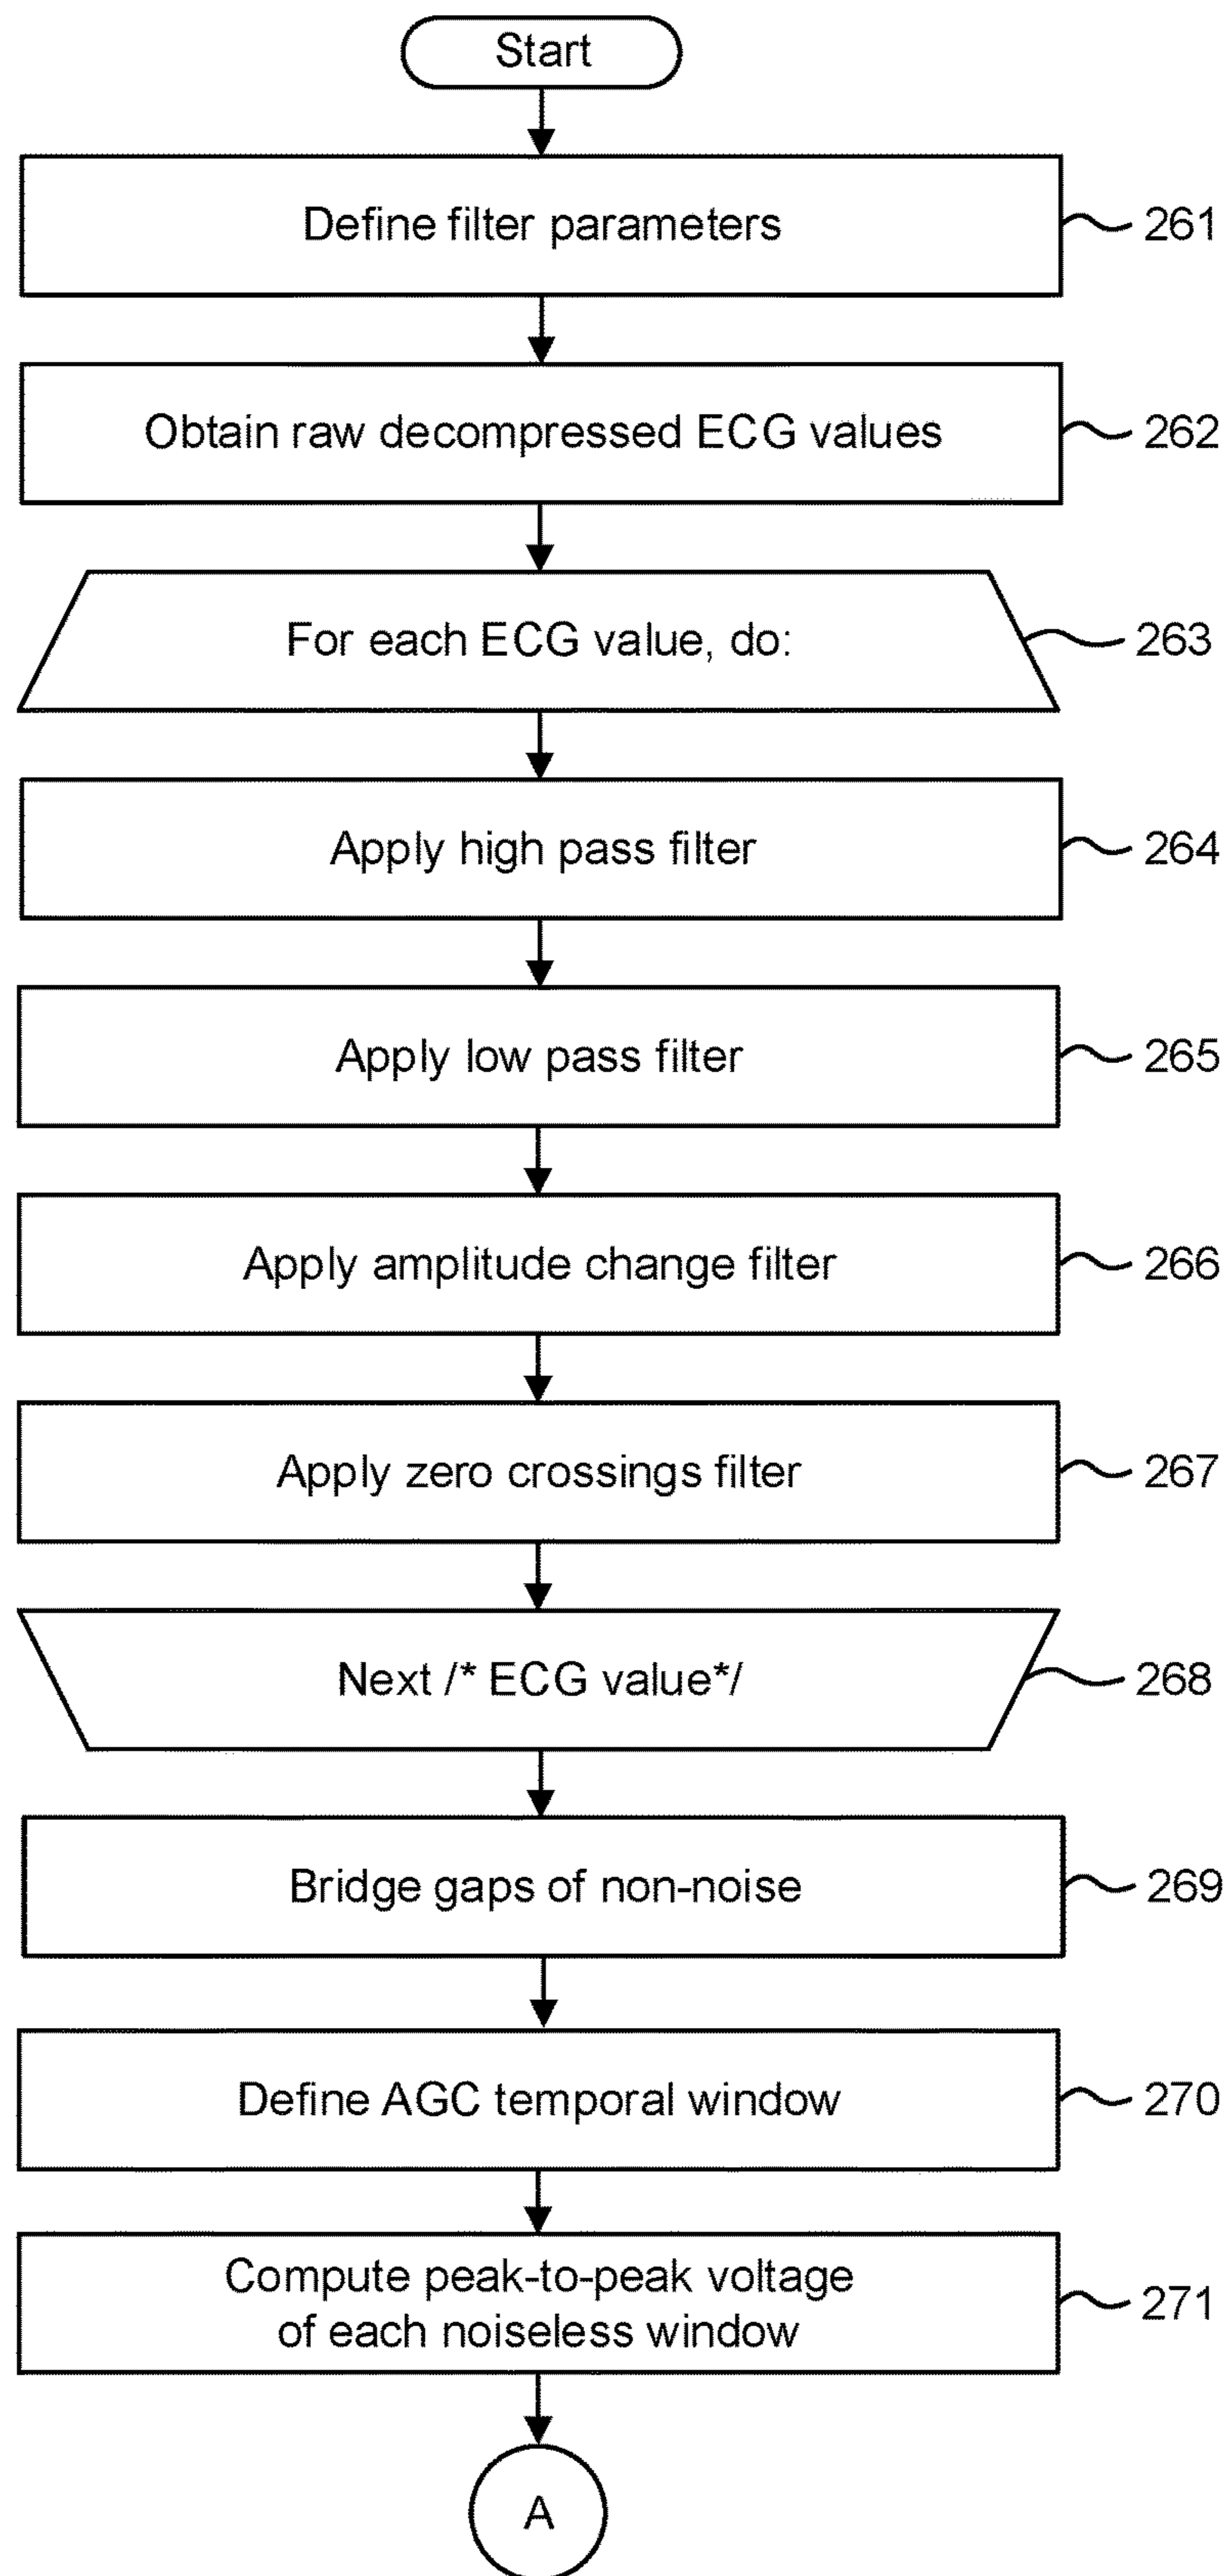 Start
Define filter parameters
261
Obtain raw decompressed ECG values
262
For each ECG value, do:
263
Apply high pass filter
264
Apply low pass filter
265
Apply amplitude change filter
266
Apply zero crossings filter
267
Next /* ECG value*/
268
Bridge gaps of non-noise
269
Define AGC temporal window
270
Compute peak-to-peak voltage
of each noiseless window
271
A